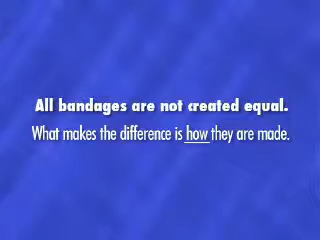 All bandages are not created equal.
What makes the difference is how they are made.